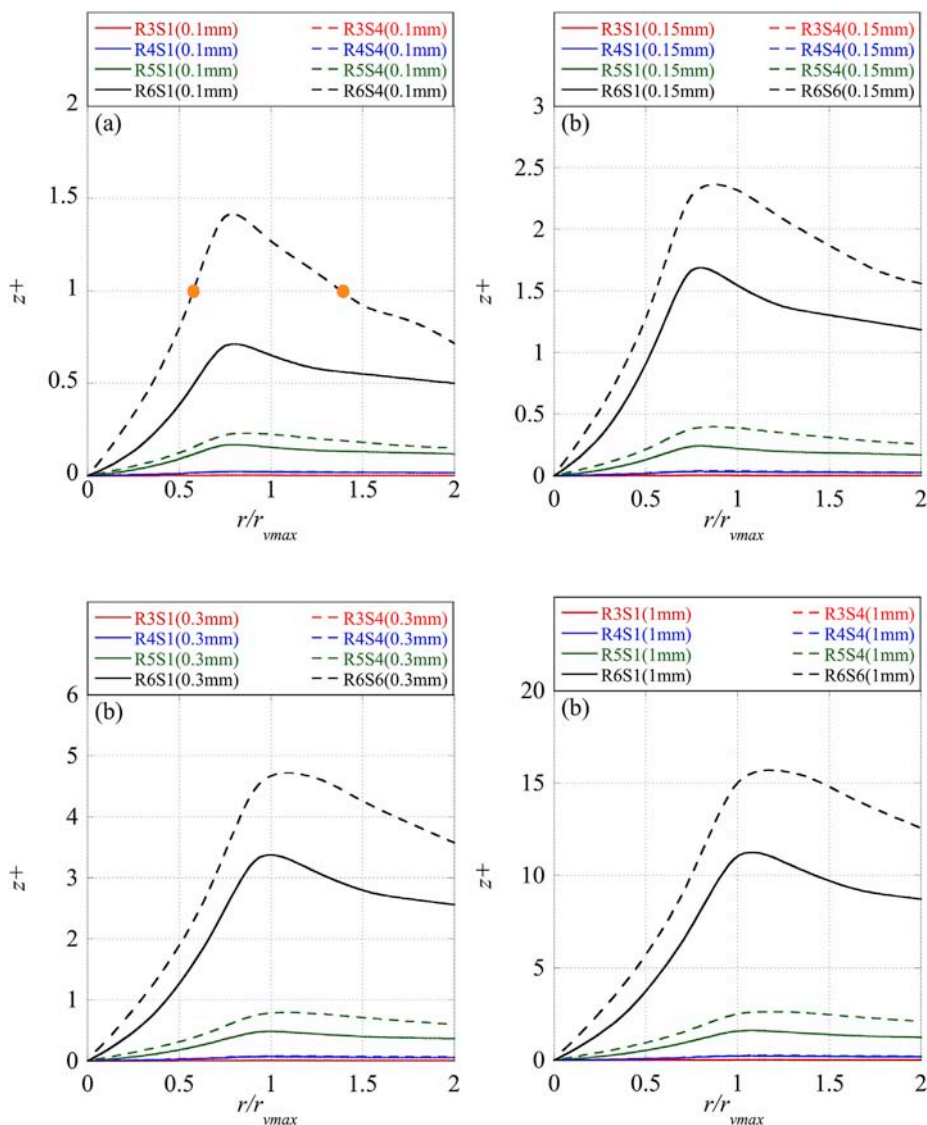 R3S1(0.1mm) R3S4(0.1mm)
R4S1(0.1mm) R4S4(0.1mm)
R5S1(0.1mm) R5S4(0.1mm)
R6S1(0.1mm) R6S4(0.1mm)
2
(a)
1.5
1
z+
0.5
0
0 0.5 1 1.5 2
r/r_vmax
R3S1(0.15mm) R3S4(0.15mm)
R4S1(0.15mm) R4S4(0.15mm)
R5S1(0.15mm) R5S4(0.15mm)
R6S1(0.15mm) R6S6(0.15mm)
3
(b)
2.5
2
z+
1.5
1
0.5
0
0 0.5 1 1.5 2
r/r_vmax
R3S1(0.3mm) R3S4(0.3mm)
R4S1(0.3mm) R4S4(0.3mm)
R5S1(0.3mm) R5S4(0.3mm)
R6S1(0.3mm) R6S6(0.3mm)
6
(b)
5
4
z+
3
2
1
0
0 0.5 1 1.5 2
r/r_vmax
R3S1(1mm) R3S4(1mm)
R4S1(1mm) R4S4(1mm)
R5S1(1mm) R5S4(1mm)
R6S1(1mm) R6S6(1mm)
20
(b)
15
z+
10
5
0
0 0.5 1 1.5 2
r/r_vmax